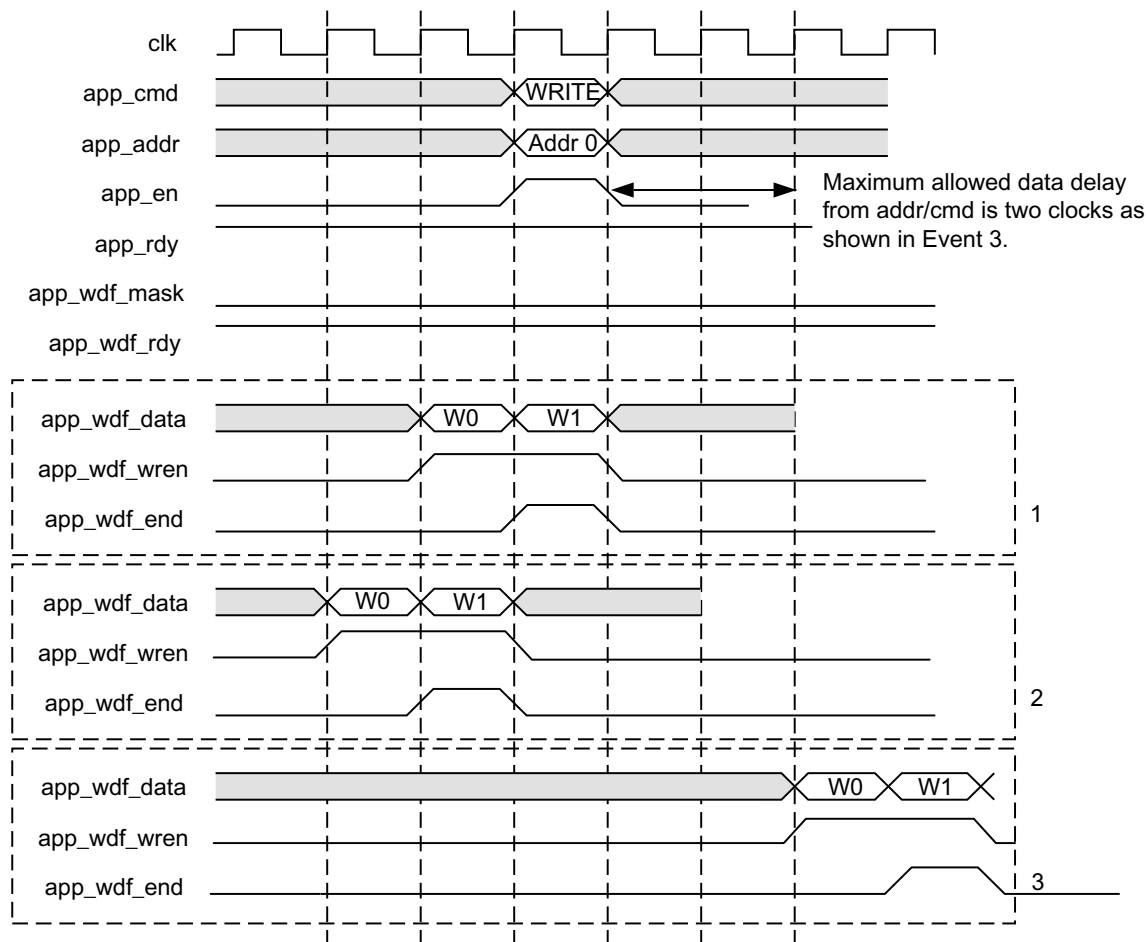 clk
app_cmd
WRITE
app_addr
Addr 0
app_en
Maximum allowed data delay
from addr/cmd is two clocks as
shown in Event 3.
app_rdy
app_wdf_mask
app_wdf_rdy
app_wdf_data
W0 W1
app_wdf_wren
app_wdf_end
1
app_wdf_data
W0 W1
app_wdf_wren
app_wdf_end
2
app_wdf_data
W0 W1
app_wdf_wren
app_wdf_end
3